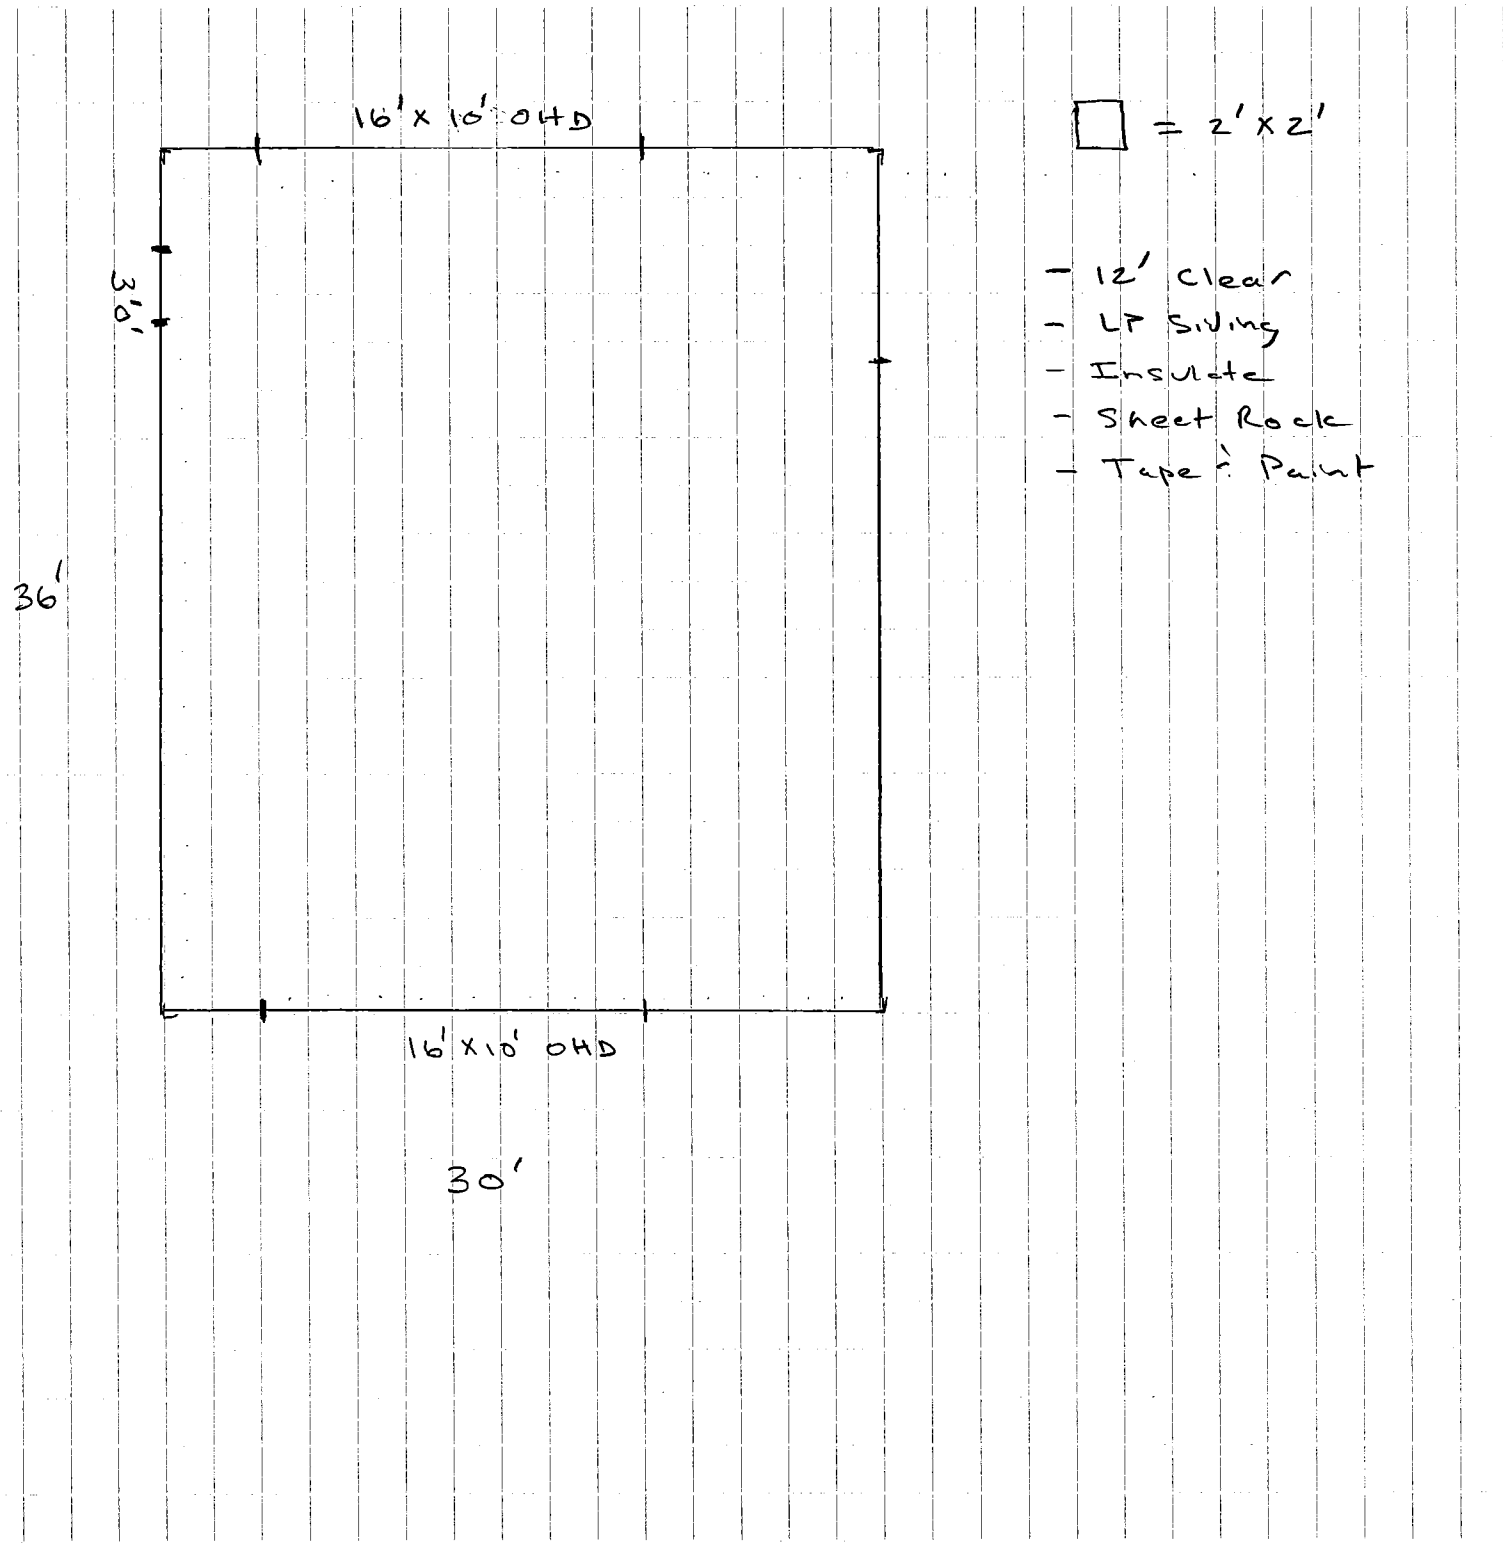 16' x 10' OHD
= 2' x 2'
3'0'
- 12' Clear
- LP Siding
- Insulate
- Sheet Rock
- Tape & Paint
36'
16' x 10' OHD
30'